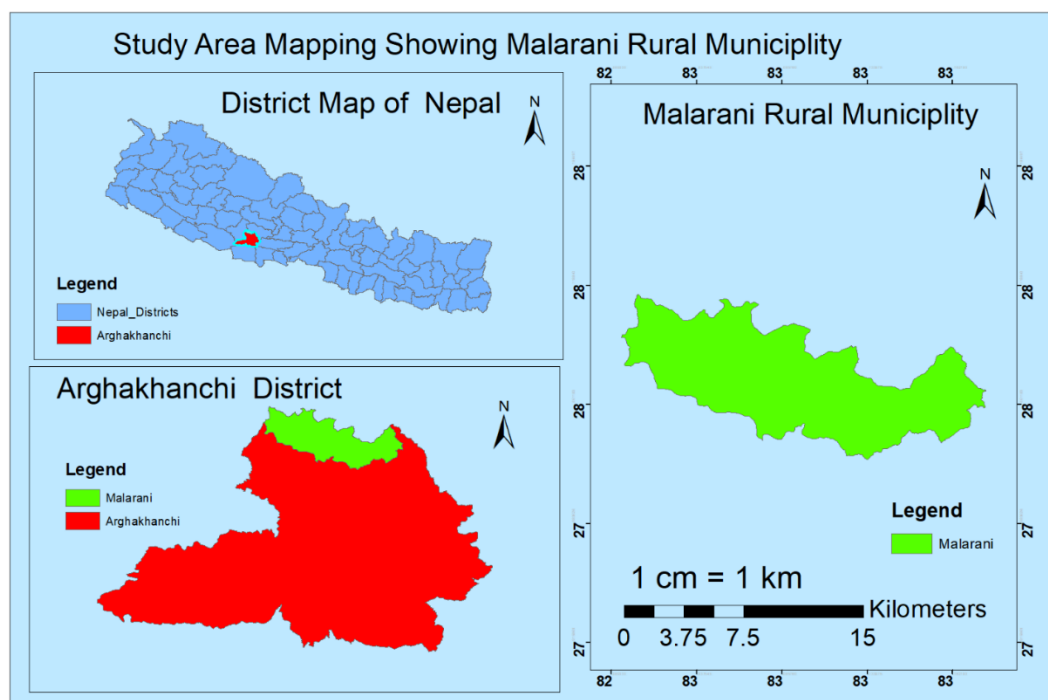 Study Area Mapping Showing Malarani Rural Municiplity
District Map of Nepal
N
Legend
Nepal_Districts
Arghakhanchi
Arghakhanchi District
N
Legend
Malarani
Arghakhanchi
82 83 83 83 83
Malarani Rural Municiplity
N
28 28
28 28
28 28
27 27
27 27
Legend
Malarani
1 cm = 1 km
Kilometers
0 3.75 7.5 15
82 83 83 83 83